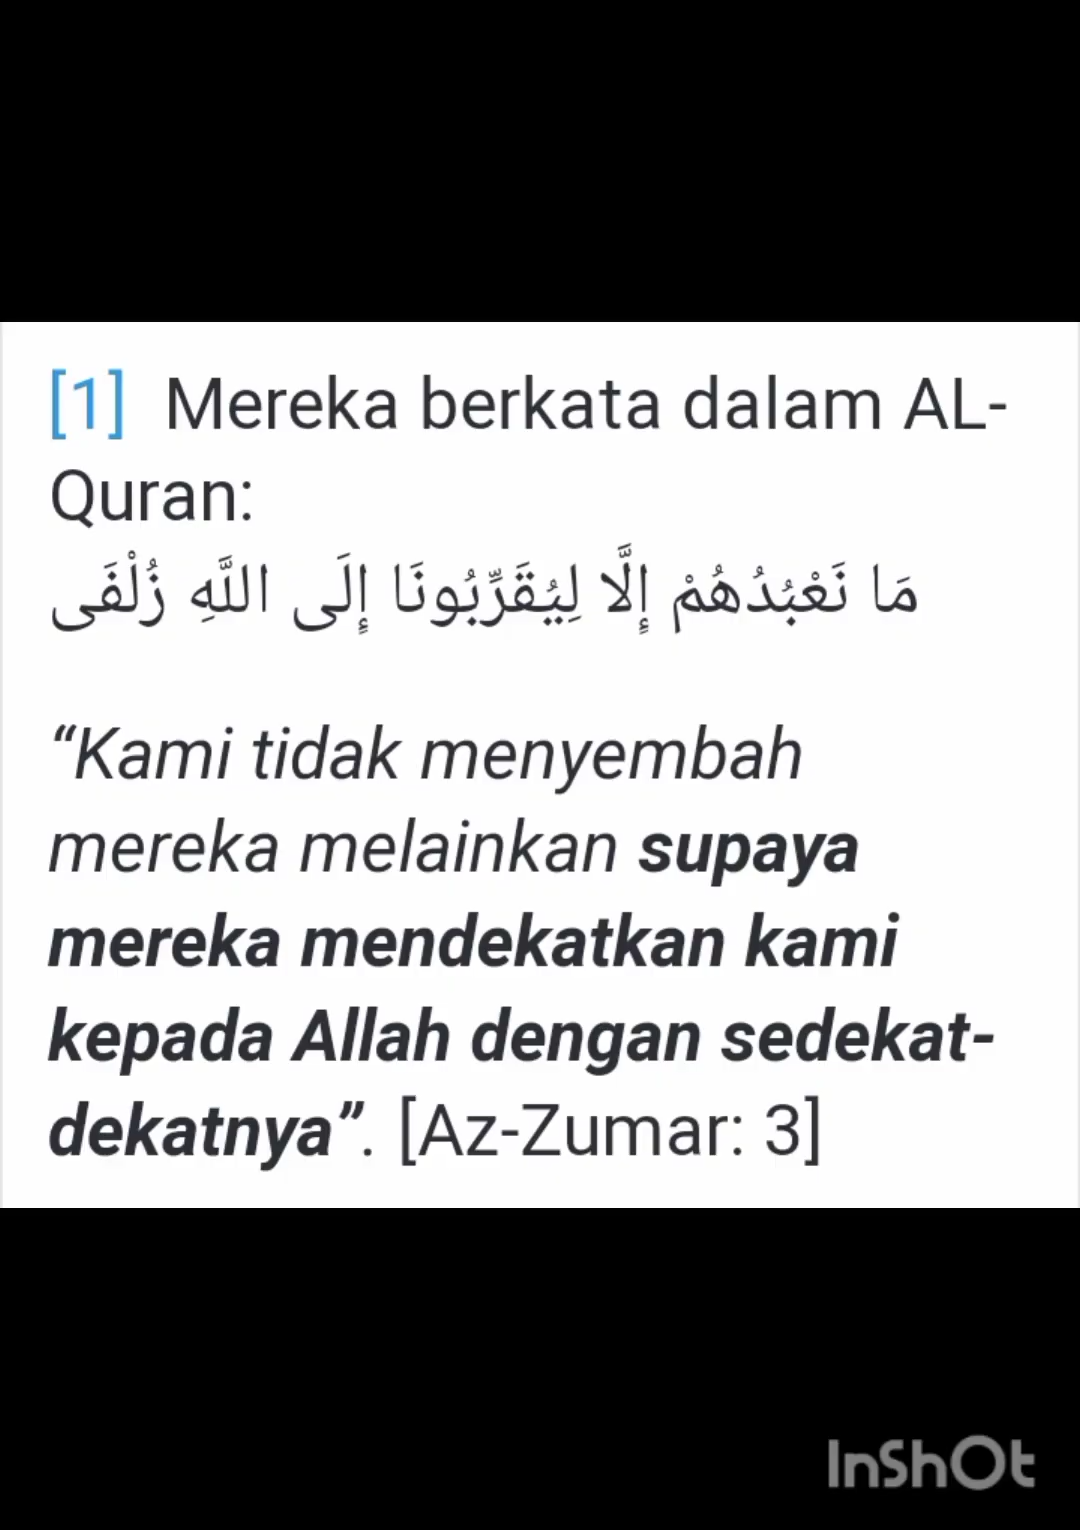 [1] Mereka berkata dalam AL-
Quran:
مَا نَعْبُدُهُمْ إِلَّا لِيُقَرِّبُونَا إِلَى اللَّهِ زُلْفَى
“Kami tidak menyembah
mereka melainkan supaya
mereka mendekatkan kami
kepada Allah dengan sedekat-
dekatnya”. [Az-Zumar: 3]
InShOt